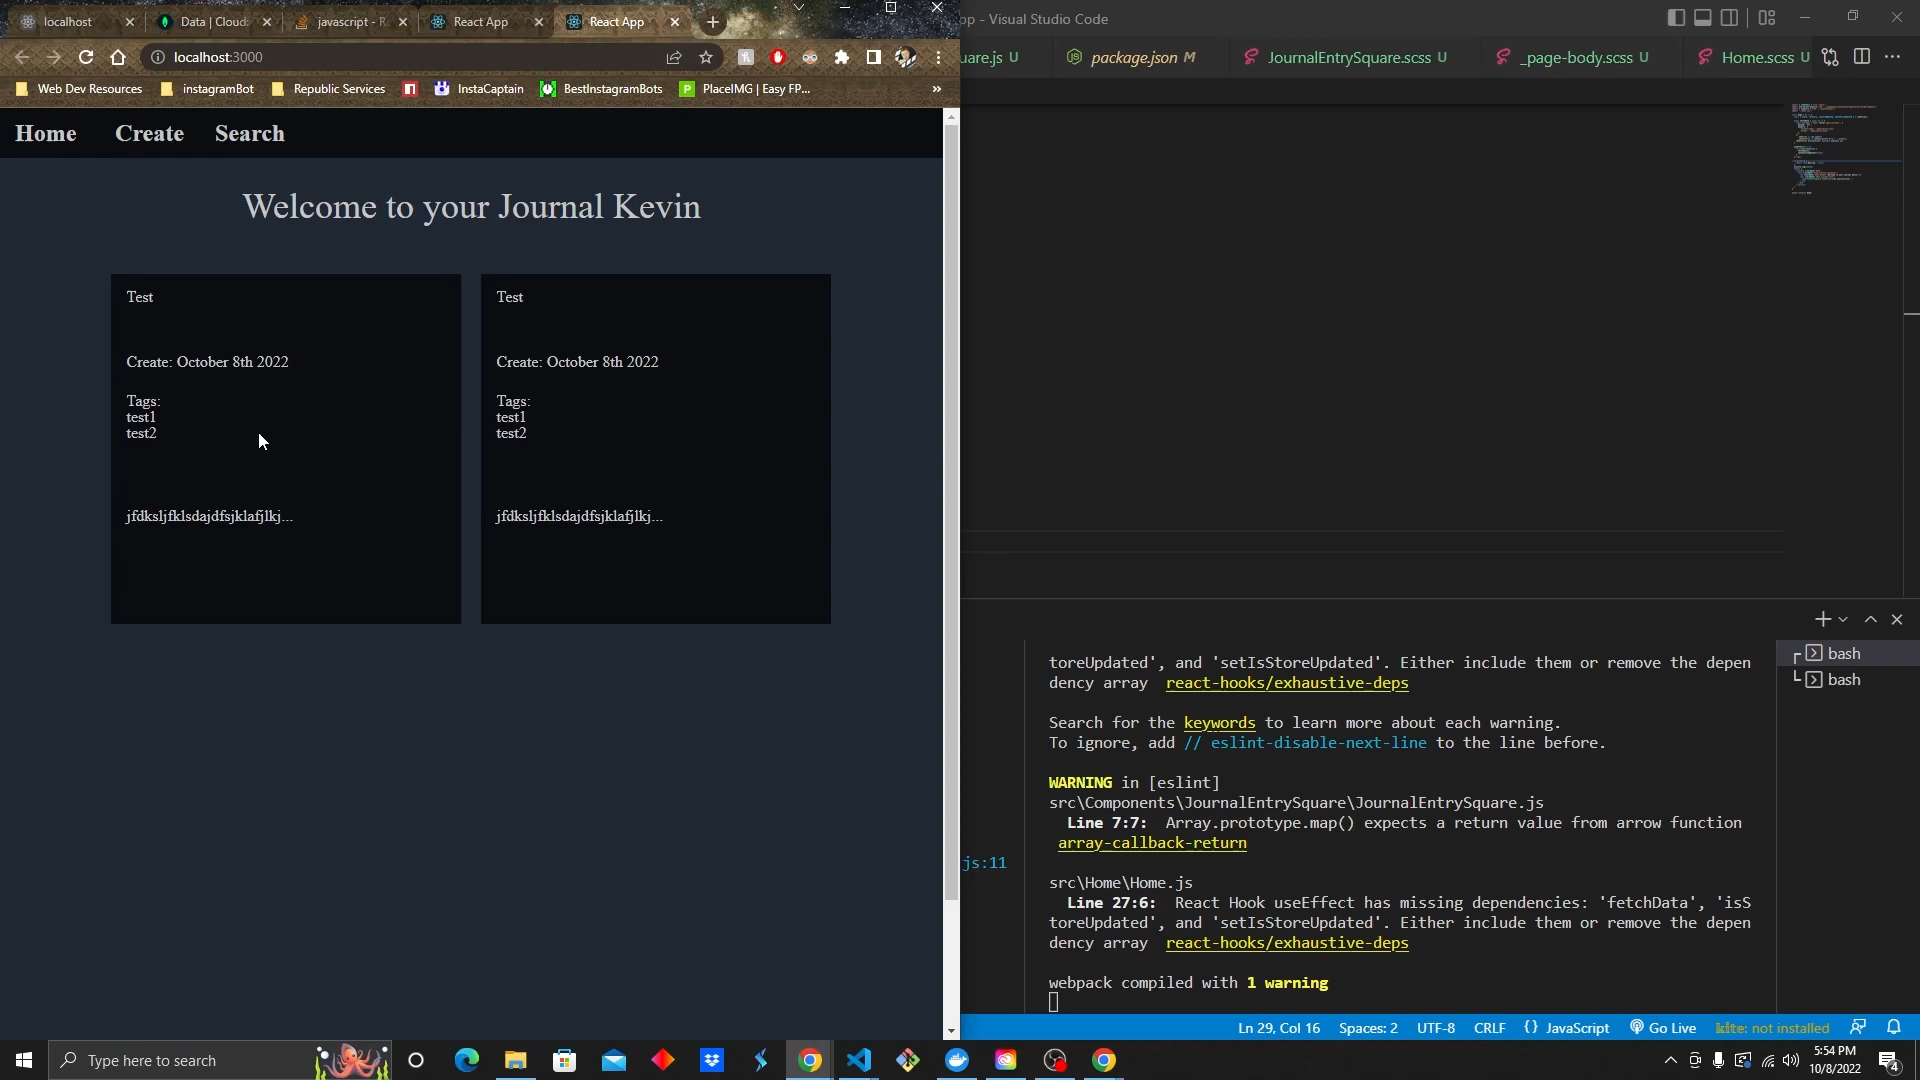 localhost
Data | Cloud
javascript - R
React App
React App
op - Visual Studio Code
localhost:3000
uare.js U
package.json M
JournalEntrySquare.scss U
_page-body.scss U
Home.scss U
Web Dev Resources
instagramBot
Republic Services
InstaCaptain
BestInstagramBots
PlaceIMG | Easy FP...
»
Home
Create
Search
Welcome to your Journal Kevin
Test
Create: October 8th 2022
Tags:
test1
test2
jfdksljfklsdajdfsjklafjlkj...
Test
Create: October 8th 2022
Tags:
test1
test2
jfdksljfklsdajdfsjklafjlkj...
js:11
toreUpdated', and 'setIsStoreUpdated'. Either include them or remove the depen
dency array react-hooks/exhaustive-deps
Search for the keywords to learn more about each warning.
To ignore, add // eslint-disable-next-line to the line before.
WARNING in [eslint]
src\Components\JournalEntrySquare\JournalEntrySquare.js
Line 7:7: Array.prototype.map() expects a return value from arrow function
array-callback-return
src\Home\Home.js
Line 27:6: React Hook useEffect has missing dependencies: 'fetchData', 'isS
toreUpdated', and 'setIsStoreUpdated'. Either include them or remove the depen
dency array react-hooks/exhaustive-deps
webpack compiled with 1 warning
bash
bash
Ln 29, Col 16
Spaces: 2
UTF-8
CRLF
{} JavaScript
Go Live
kite: not installed
Type here to search
5:54 PM
10/8/2022
4